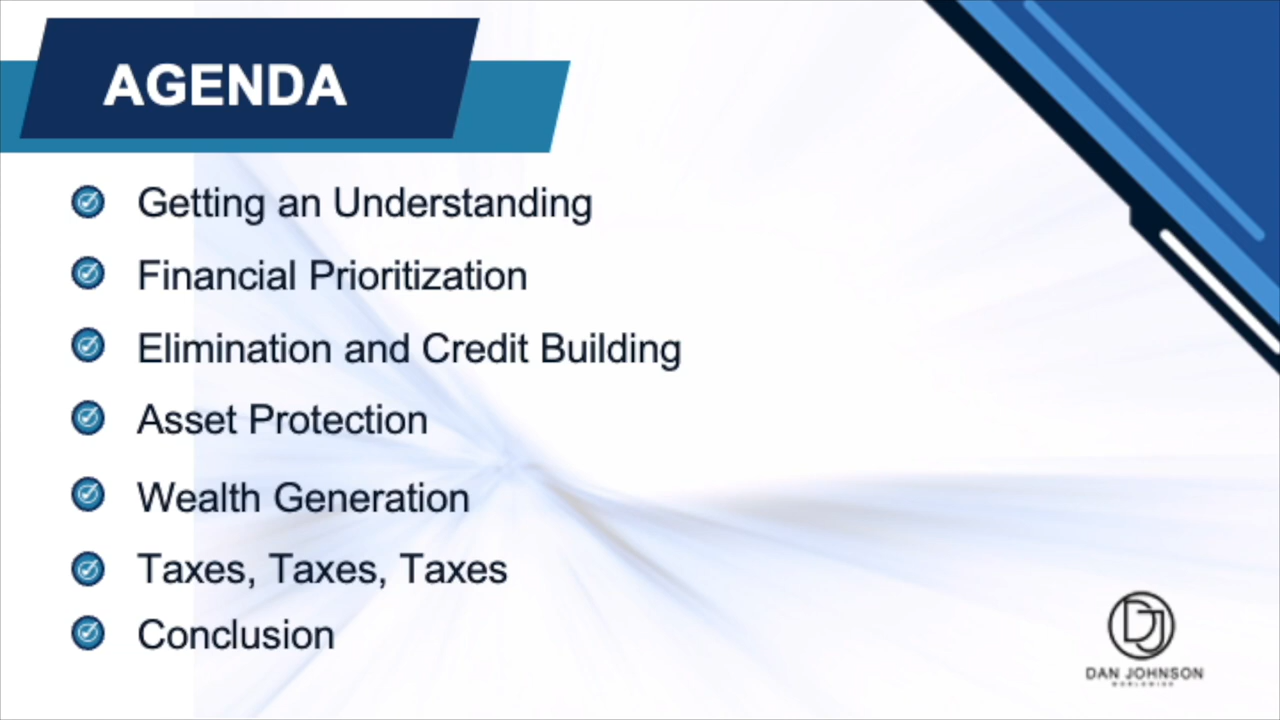 AGENDA
Getting an Understanding
Financial Prioritization
Elimination and Credit Building
Asset Protection
Wealth Generation
Taxes, Taxes, Taxes
Conclusion
DJ
DAN JOHNSON
WORLDWIDE